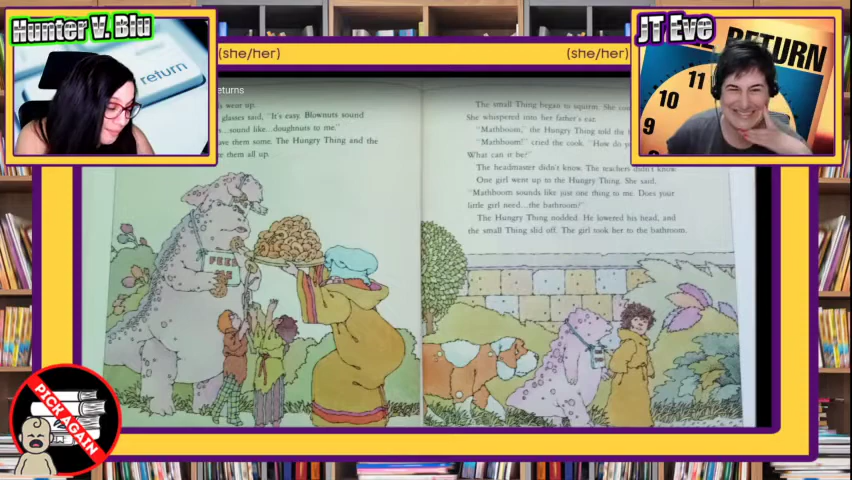 Hunter V. Blu
(she/her)
return
(she/her)
JT Eve
RETURN
11
10
9
eturns
s went up.
glasses said, "It's easy. Blownuts sound
s...sound like...doughnuts to me."
ave them some. The Hungry Thing and the
e them all up.
FEED
ME
The small Thing began to squirm. She
She whispered into her father's ear.
"Mathboom," the Hungry Thing told the
"Mathboom?" cried the cook. "How do
What can it be?"
The headmaster didn't know. The teachers didn't know.
One girl went up to the Hungry Thing. She said,
"Mathboom sounds like just one thing to me. Does your
little girl need...the bathroom?"
The Hungry Thing nodded. He lowered his head, and
the small Thing slid off. The girl took her to the bathroom.
PICK AGAIN